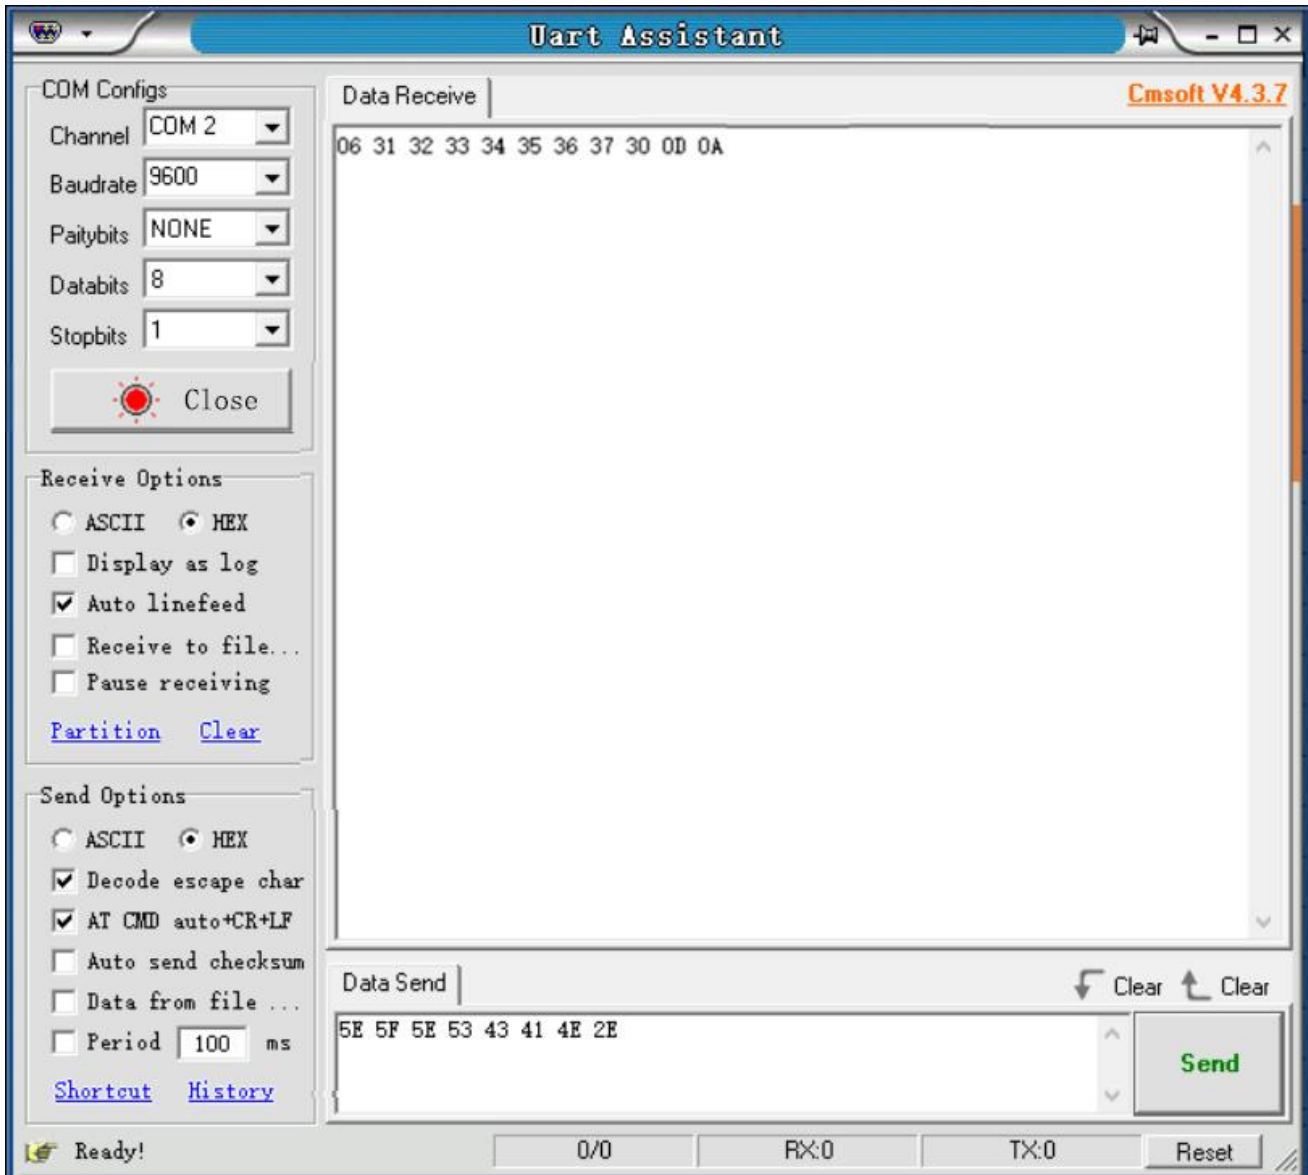 Uart Assistant
COM Configs
Channel COM 2
Baudrate 9600
Paitybits NONE
Databits 8
Stopbits 1
Close
Receive Options
ASCII HEX
Display as log
Auto linefeed
Receive to file...
Pause receiving
Partition Clear
Send Options
ASCII HEX
Decode escape char
AT CMD auto+CR+LF
Auto send checksum
Data from file ...
Period 100 ms
Shortcut History
Data Receive
Cmsoft V4.3.7
06 31 32 33 34 35 36 37 30 0D 0A
Data Send
Clear Clear
5E 5F 5E 53 43 41 4E 2E
Send
Ready! 0/0 RX:0 TX:0 Reset